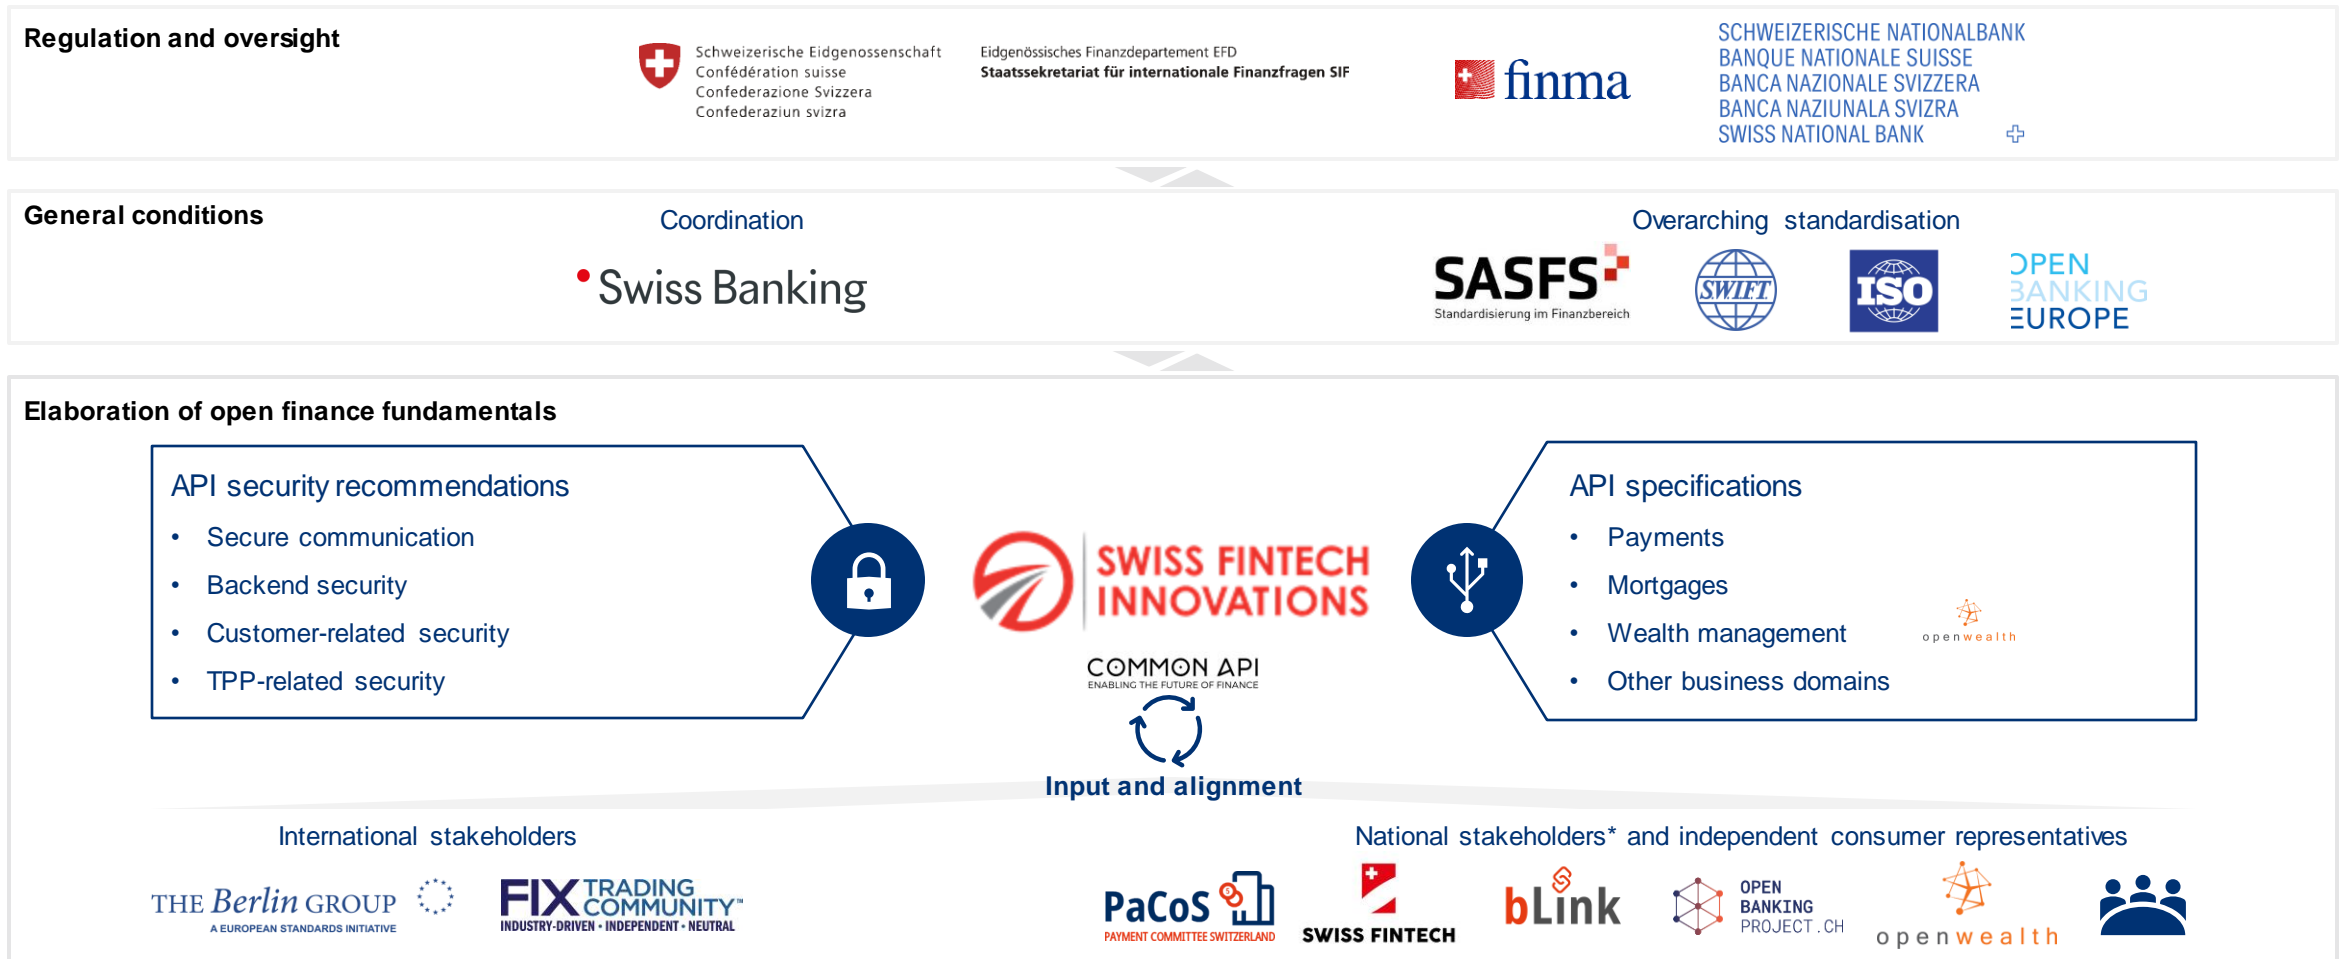 Regulation and oversight
Schweizerische Eidgenossenschaft
Confédération suisse
Confederazione Svizzera
Confederaziun svizra
Eidgenössisches Finanzdepartement EFD
Staatssekretariat für internationale Finanzfragen SIF
finma
SCHWEIZERISCHE NATIONALBANK
BANQUE NATIONALE SUISSE
BANCA NAZIONALE SVIZZERA
BANCA NAZIUNALA SVIZRA
SWISS NATIONAL BANK
General conditions
Coordination
Swiss Banking
Overarching standardisation
SASFS
Standardisierung im Finanzbereich
S.W.I.F.T
ISO
OPEN
BANKING
EUROPE
Elaboration of open finance fundamentals
API security recommendations
• Secure communication
• Backend security
• Customer-related security
• TPP-related security
SWISS FINTECH
INNOVATIONS
COMMON API
ENABLING THE FUTURE OF FINANCE
API specifications
• Payments
• Mortgages
• Wealth management
openwealth
• Other business domains
Input and alignment
International stakeholders
THE Berlin GROUP
A EUROPEAN STANDARDS INITIATIVE
FIX TRADING
COMMUNITY™
INDUSTRY-DRIVEN • INDEPENDENT • NEUTRAL
National stakeholders* and independent consumer representatives
PaCoS
PAYMENT COMMITTEE SWITZERLAND
SWISS FINTECH
bLink
OPEN
BANKING
PROJECT.CH
openwealth